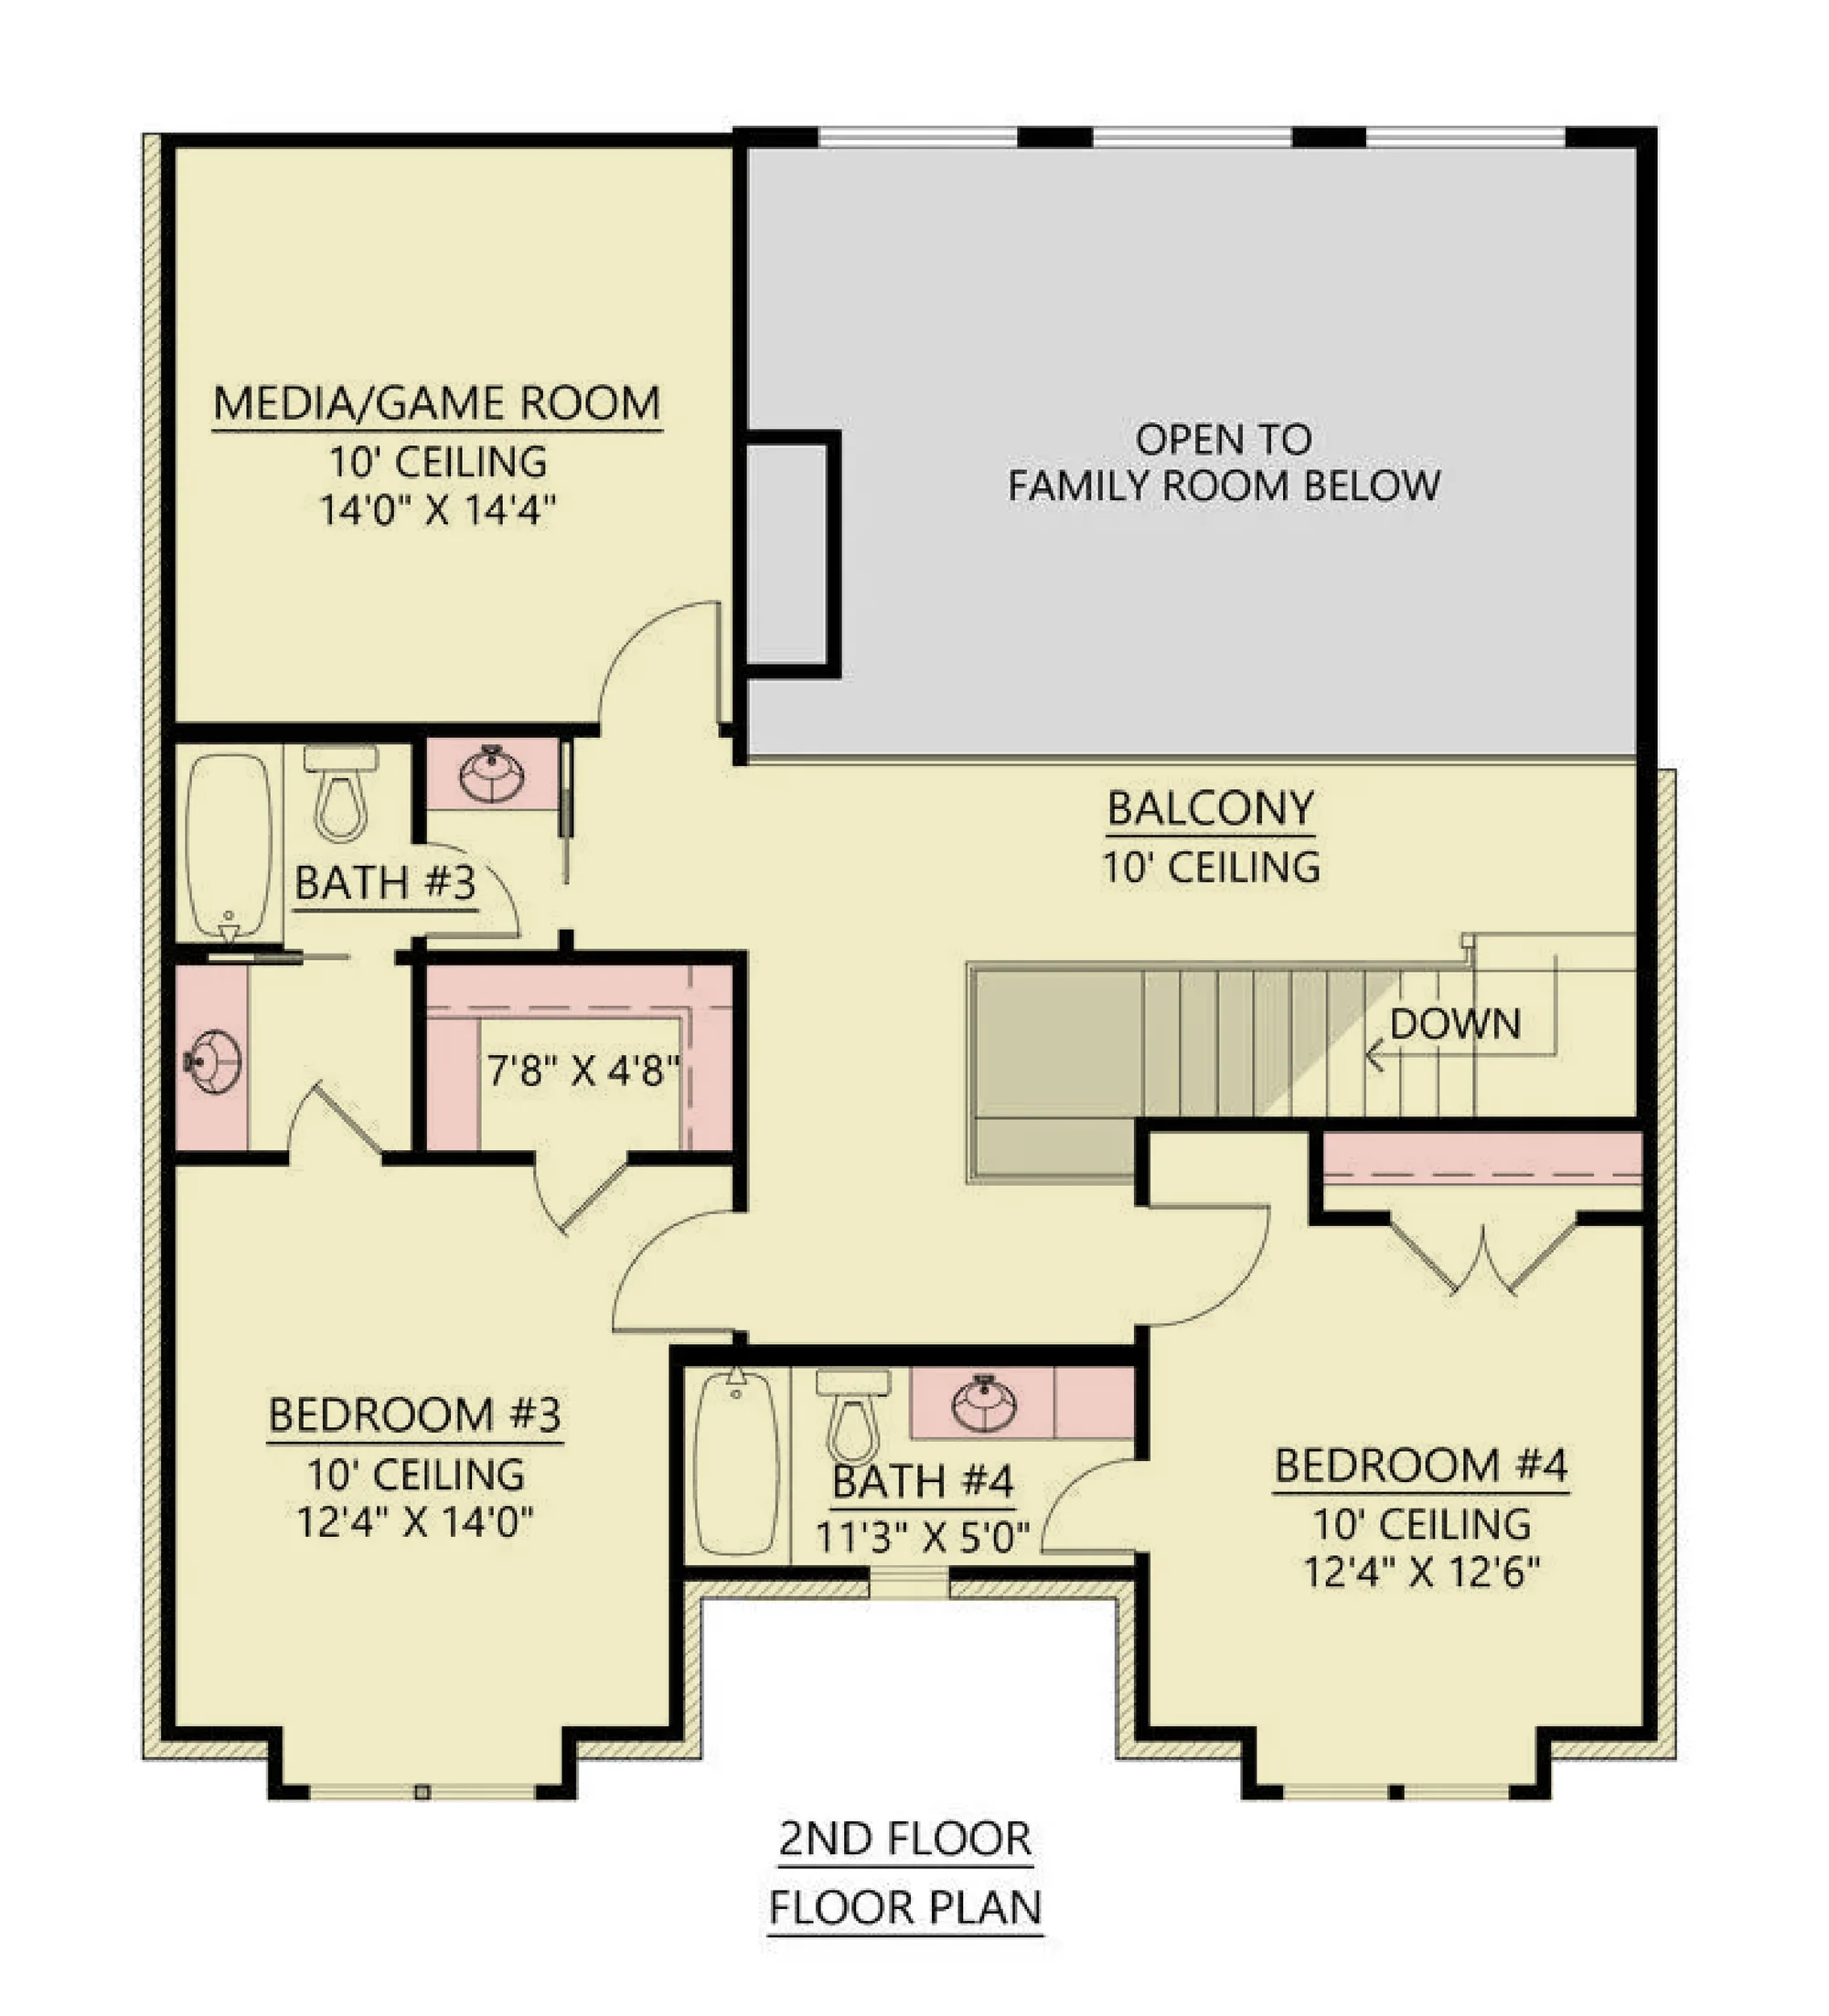 MEDIA/GAME ROOM
10' CEILING
14'0" X 14'4"
OPEN TO
FAMILY ROOM BELOW
BALCONY
10' CEILING
BATH #3
DOWN
7'8" X 4'8"
BEDROOM #3
10' CEILING
12'4" X 14'0"
BATH #4
11'3" X 5'0"
BEDROOM #4
10' CEILING
12'4" X 12'6"
2ND FLOOR
FLOOR PLAN